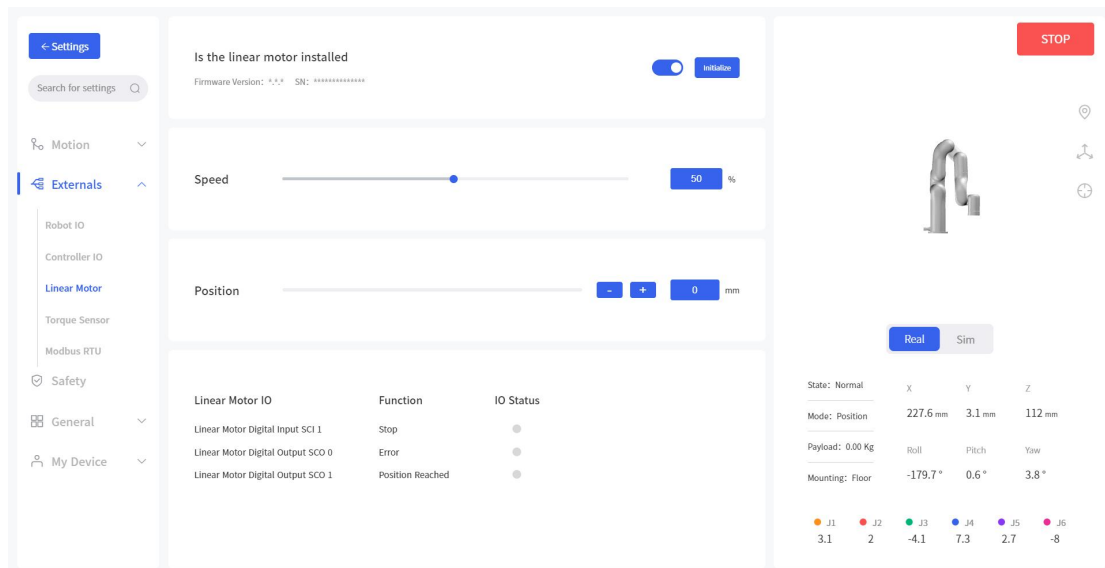 ← Settings
Search for settings
Motion
Externals
Robot IO
Controller IO
Linear Motor
Torque Sensor
Modbus RTU
Safety
General
My Device
Is the linear motor installed
Firmware Version: *.*.* SN: **************
Initialize
Speed
50 %
Position
- + 0 mm
Linear Motor IO Function IO Status
Linear Motor Digital Input SCI 1 Stop
Linear Motor Digital Output SCO 0 Error
Linear Motor Digital Output SCO 1 Position Reached
STOP
Real Sim
State: Normal
Mode: Position
Payload: 0.00 Kg
Mounting: Floor
X Y Z
227.6 mm 3.1 mm 112 mm
Roll Pitch Yaw
-179.7 ° 0.6 ° 3.8 °
J1 J2 J3 J4 J5 J6
3.1 2 -4.1 7.3 2.7 -8